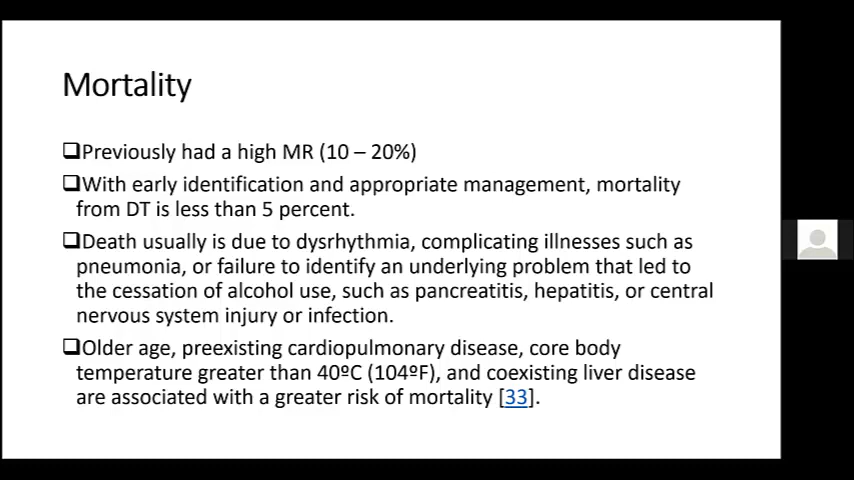 Mortality
❑Previously had a high MR (10 – 20%)
❑With early identification and appropriate management, mortality
from DT is less than 5 percent.
❑Death usually is due to dysrhythmia, complicating illnesses such as
pneumonia, or failure to identify an underlying problem that led to
the cessation of alcohol use, such as pancreatitis, hepatitis, or central
nervous system injury or infection.
❑Older age, preexisting cardiopulmonary disease, core body
temperature greater than 40ºC (104ºF), and coexisting liver disease
are associated with a greater risk of mortality [33].